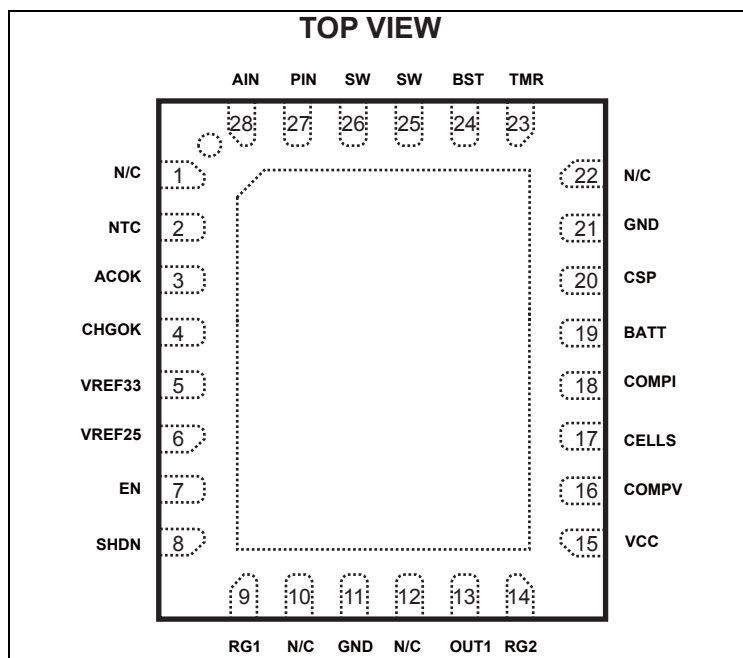 TOP VIEW
AIN PIN SW SW BST TMR
28 27 26 25 24 23
N/C 1 22 N/C
NTC 2 21 GND
ACOK 3 20 CSP
CHGOK 4 19 BATT
VREF33 5 18 COMPI
VREF25 6 17 CELLS
EN 7 16 COMPV
SHDN 8 15 VCC
9 10 11 12 13 14
RG1 N/C GND N/C OUT1 RG2